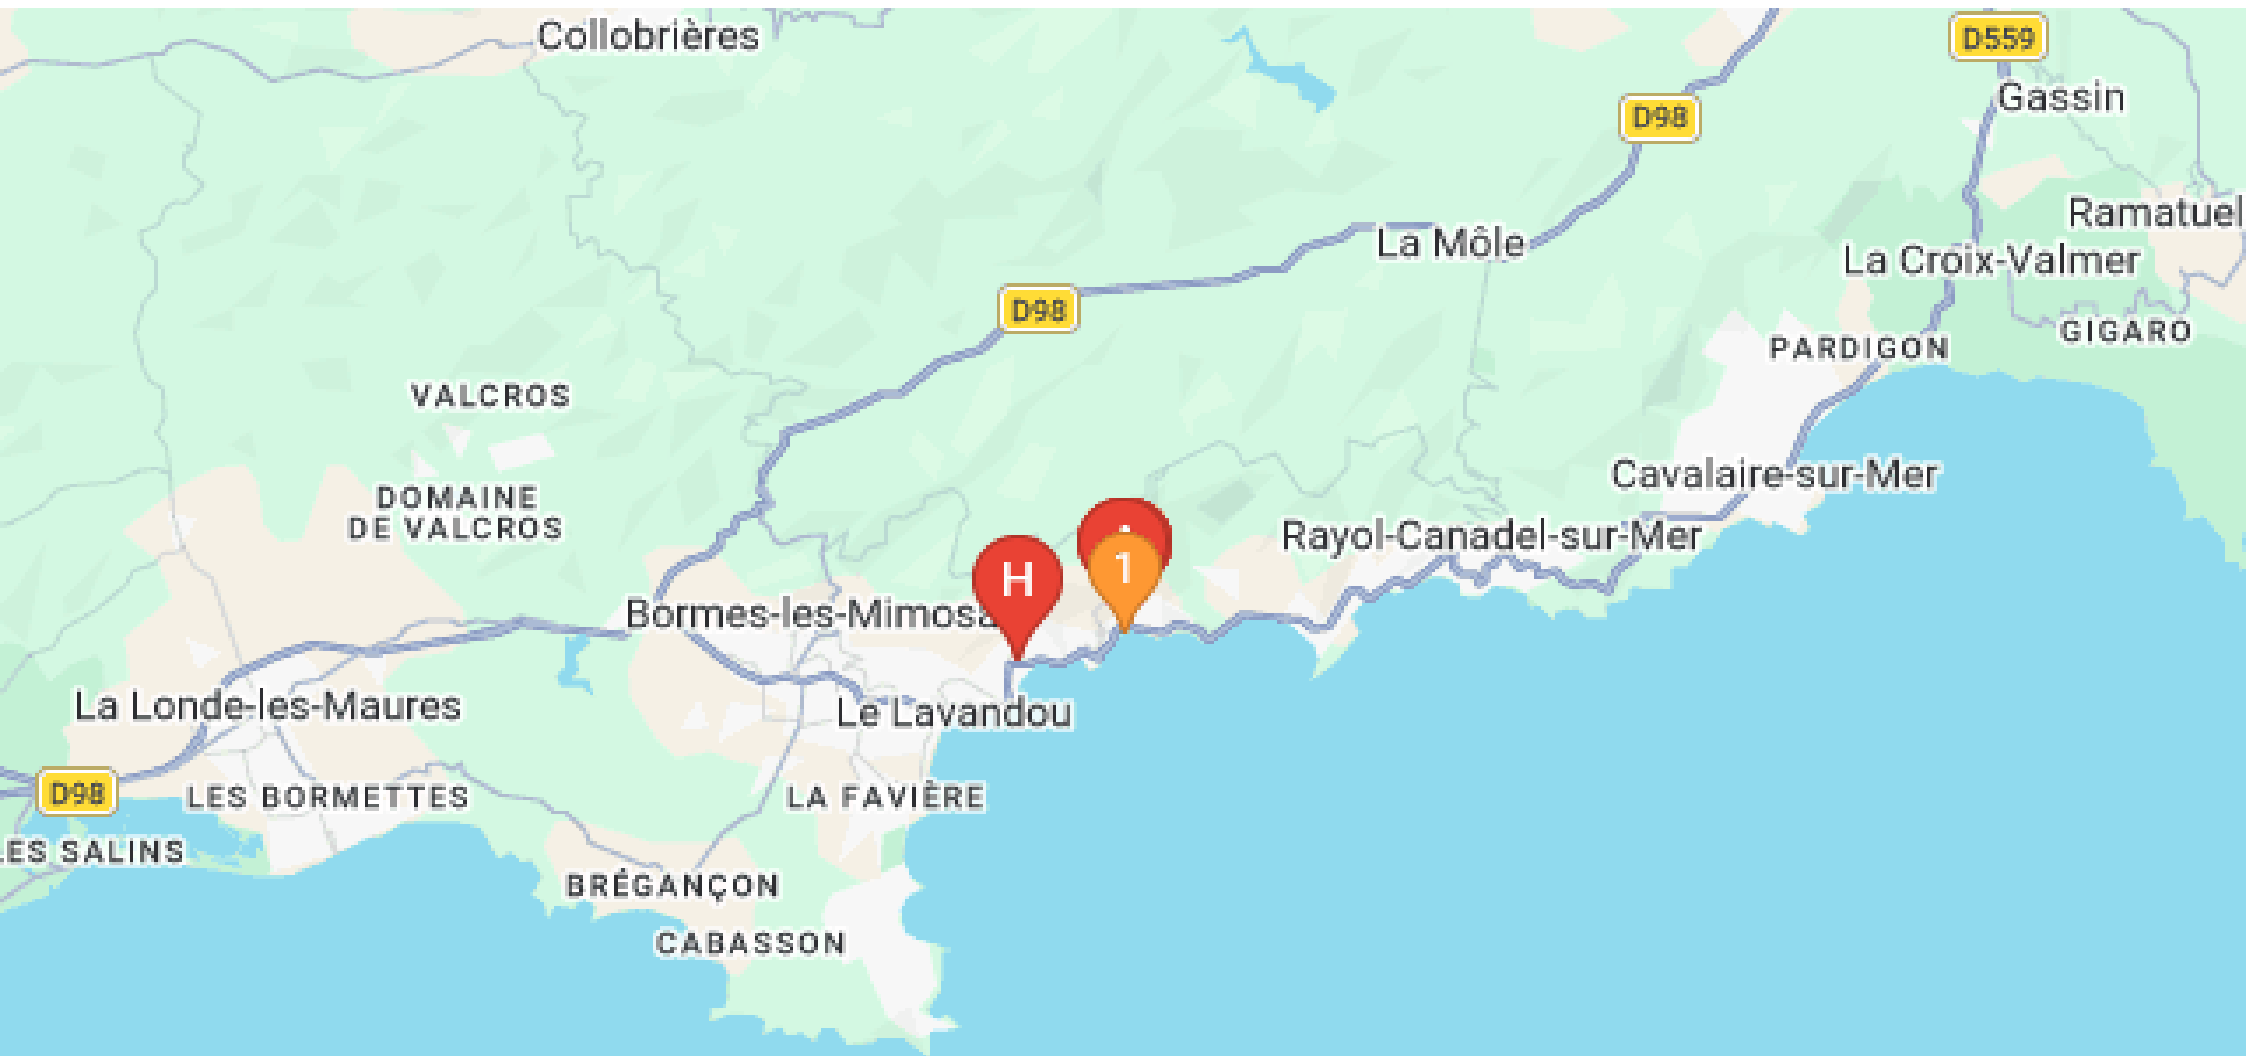 Collobrières
D559
Gassin
D98
Ramatuel
La Môle
La Croix-Valmer
D98
GIGARO
PARDIGON
VALCROS
Cavalaire-sur-Mer
DOMAINE
DE VALCROS
Rayol-Canadel-sur-Mer
1
H
Bormes-les-Mimosa
La Londe-les-Maures
Le Lavandou
D98
LES BORMETTES
LA FAVIÈRE
ES SALINS
BRÉGANÇON
CABASSON